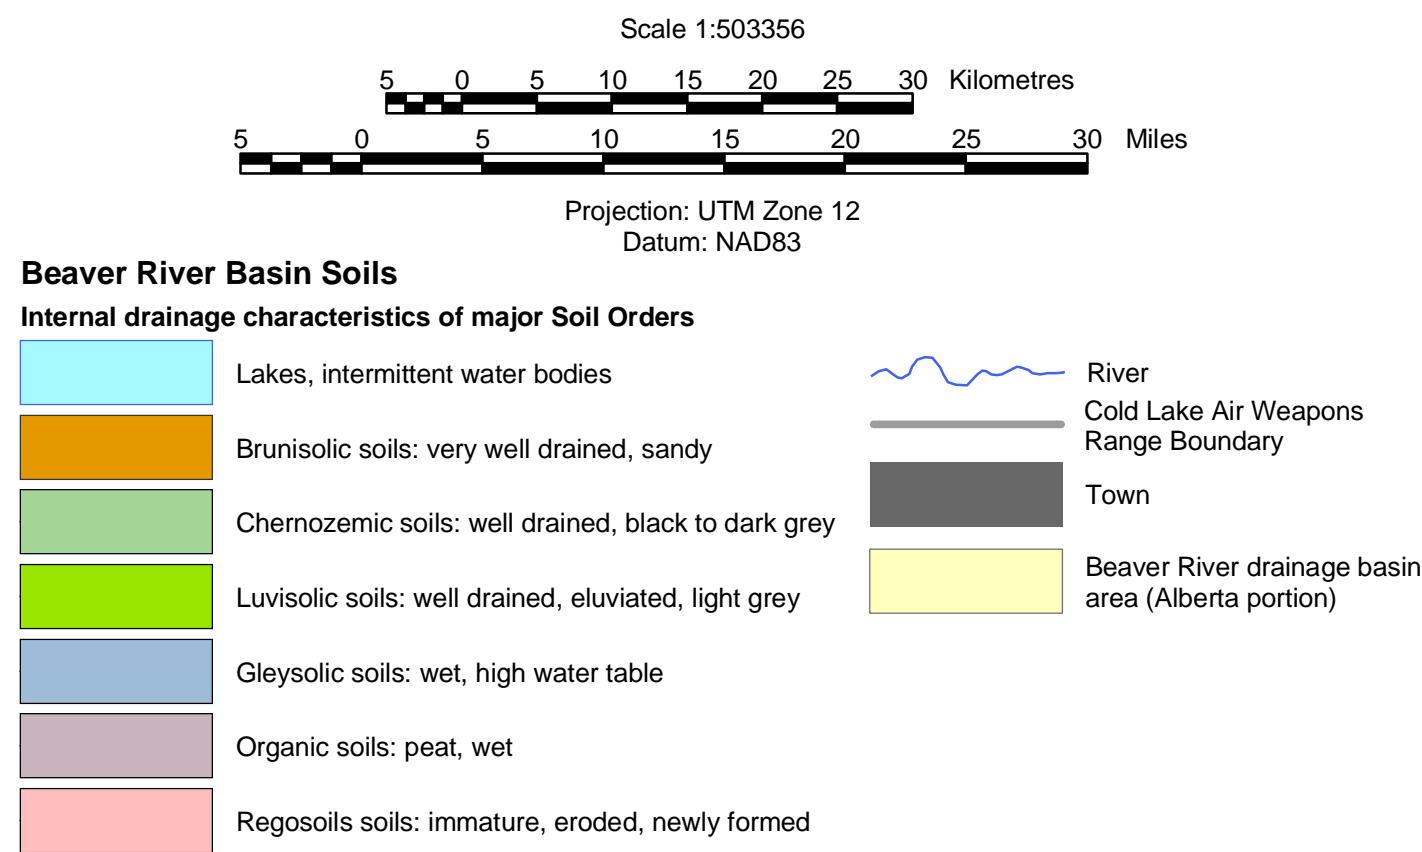 Scale 1:503356
5 0 5 10 15 20 25 30 Kilometres
5 0 5 10 15 20 25 30 Miles
Projection: UTM Zone 12
Datum: NAD83
Beaver River Basin Soils
Internal drainage characteristics of major Soil Orders
Lakes, intermittent water bodies
Brunisolic soils: very well drained, sandy
Chernozemic soils: well drained, black to dark grey
Luvisolic soils: well drained, eluviated, light grey
Gleysolic soils: wet, high water table
Organic soils: peat, wet
Regosoils soils: immature, eroded, newly formed
River
Cold Lake Air Weapons
Range Boundary
Town
Beaver River drainage basin
area (Alberta portion)